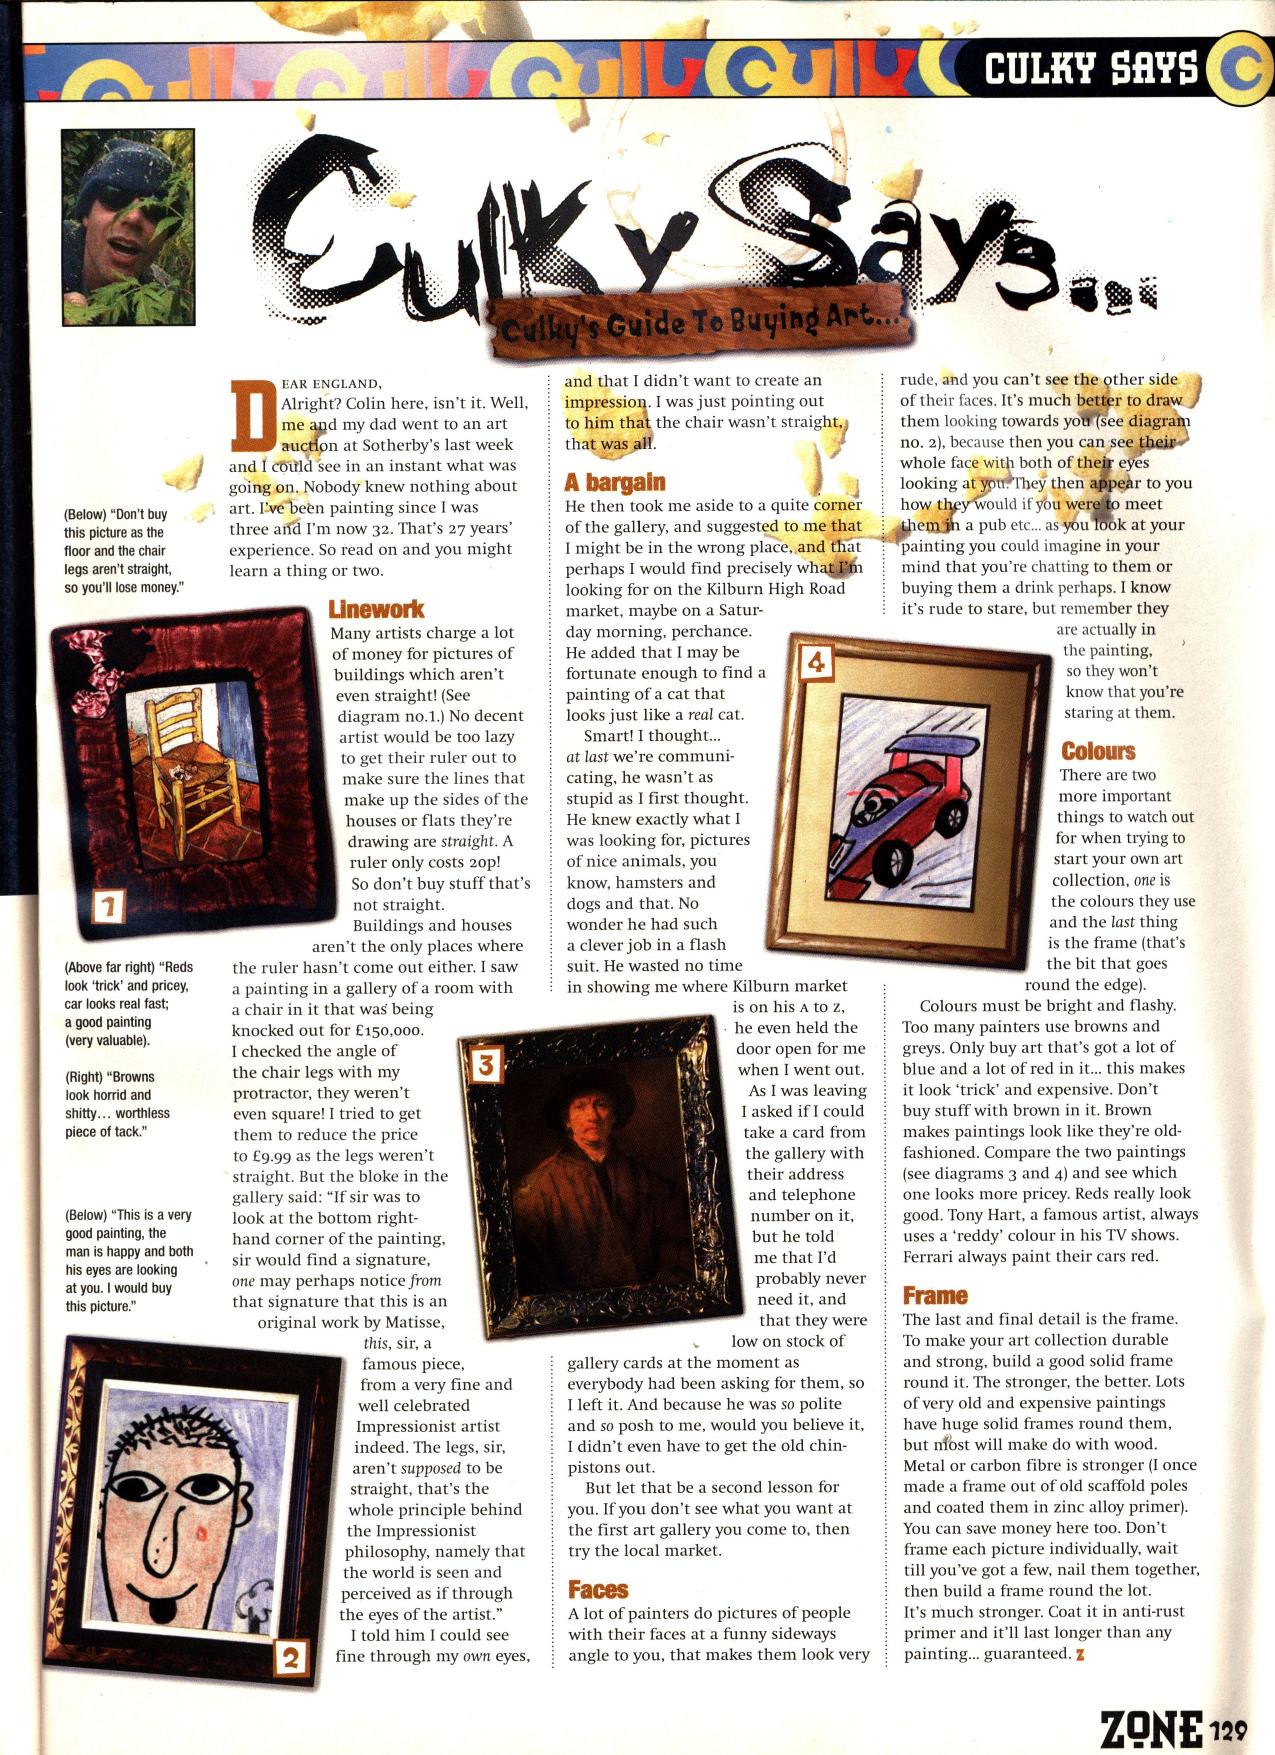 CULKY SAYS
C
Culky Says...
Culky's Guide To Buying Art...
DEAR ENGLAND,
Alright? Colin here, isn't it. Well,
me and my dad went to an art
auction at Sotherby's last week
and I could see in an instant what was
going on. Nobody knew nothing about
art. I've been painting since I was
three and I'm now 32. That's 27 years'
experience. So read on and you might
learn a thing or two.
(Below) “Don't buy
this picture as the
floor and the chair
legs aren't straight,
so you'll lose money.”
1
Linework
Many artists charge a lot
of money for pictures of
buildings which aren't
even straight! (See
diagram no.1.) No decent
artist would be too lazy
to get their ruler out to
make sure the lines that
make up the sides of the
houses or flats they're
drawing are straight. A
ruler only costs 20p!
So don't buy stuff that's
not straight.
Buildings and houses
aren't the only places where
the ruler hasn't come out either. I saw
a painting in a gallery of a room with
a chair in it that was being
knocked out for £150,000.
I checked the angle of
the chair legs with my
protractor, they weren't
even square! I tried to get
them to reduce the price
to £9.99 as the legs weren't
straight. But the bloke in the
gallery said: “If sir was to
look at the bottom right-
hand corner of the painting,
sir would find a signature,
one may perhaps notice from
that signature that this is an
original work by Matisse,
this, sir, a
famous piece,
from a very fine and
well celebrated
Impressionist artist
indeed. The legs, sir,
aren't supposed to be
straight, that's the
whole principle behind
the Impressionist
philosophy, namely that
the world is seen and
perceived as if through
the eyes of the artist.”
I told him I could see
fine through my own eyes,
(Above far right) “Reds
look 'trick' and pricey,
car looks real fast;
a good painting
(very valuable).
(Right) “Browns
look horrid and
shitty... worthless
piece of tack.”
(Below) “This is a very
good painting, the
man is happy and both
his eyes are looking
at you. I would buy
this picture.”
2
and that I didn't want to create an
impression. I was just pointing out
to him that the chair wasn't straight,
that was all.
A bargain
He then took me aside to a quite corner
of the gallery, and suggested to me that
I might be in the wrong place, and that
perhaps I would find precisely what I'm
looking for on the Kilburn High Road
market, maybe on a Satur-
day morning, perchance.
He added that I may be
fortunate enough to find a
painting of a cat that
looks just like a real cat.
Smart! I thought...
at last we're communi-
cating, he wasn't as
stupid as I first thought.
He knew exactly what I
was looking for, pictures
of nice animals, you
know, hamsters and
dogs and that. No
wonder he had such
a clever job in a flash
suit. He wasted no time
in showing me where Kilburn market
is on his A to Z,
he even held the
door open for me
when I went out.
As I was leaving
I asked if I could
take a card from
the gallery with
their address
and telephone
number on it,
but he told
me that I'd
probably never
need it, and
that they were
low on stock of
gallery cards at the moment as
everybody had been asking for them, so
I left it. And because he was so polite
and so posh to me, would you believe it,
I didn't even have to get the old chin-
pistons out.
But let that be a second lesson for
you. If you don't see what you want at
the first art gallery you come to, then
try the local market.
3
Faces
A lot of painters do pictures of people
with their faces at a funny sideways
angle to you, that makes them look very
rude, and you can't see the other side
of their faces. It's much better to draw
them looking towards you (see diagram
no. 2), because then you can see their
whole face with both of their eyes
looking at you. They then appear to you
how they would if you were to meet
them in a pub etc... as you look at your
painting you could imagine in your
mind that you're chatting to them or
buying them a drink perhaps. I know
it's rude to stare, but remember they
are actually in
the painting,
so they won't
know that you're
staring at them.
4
Colours
There are two
more important
things to watch out
for when trying to
start your own art
collection, one is
the colours they use
and the last thing
is the frame (that's
the bit that goes
round the edge).
Colours must be bright and flashy.
Too many painters use browns and
greys. Only buy art that's got a lot of
blue and a lot of red in it... this makes
it look 'trick' and expensive. Don't
buy stuff with brown in it. Brown
makes paintings look like they're old-
fashioned. Compare the two paintings
(see diagrams 3 and 4) and see which
one looks more pricey. Reds really look
good. Tony Hart, a famous artist, always
uses a 'reddy' colour in his TV shows.
Ferrari always paint their cars red.
Frame
The last and final detail is the frame.
To make your art collection durable
and strong, build a good solid frame
round it. The stronger, the better. Lots
of very old and expensive paintings
have huge solid frames round them,
but most will make do with wood.
Metal or carbon fibre is stronger (I once
made a frame out of old scaffold poles
and coated them in zinc alloy primer).
You can save money here too. Don't
frame each picture individually, wait
till you've got a few, nail them together,
then build a frame round the lot.
It's much stronger. Coat it in anti-rust
primer and it'll last longer than any
painting... guaranteed. Z
ZONE 129